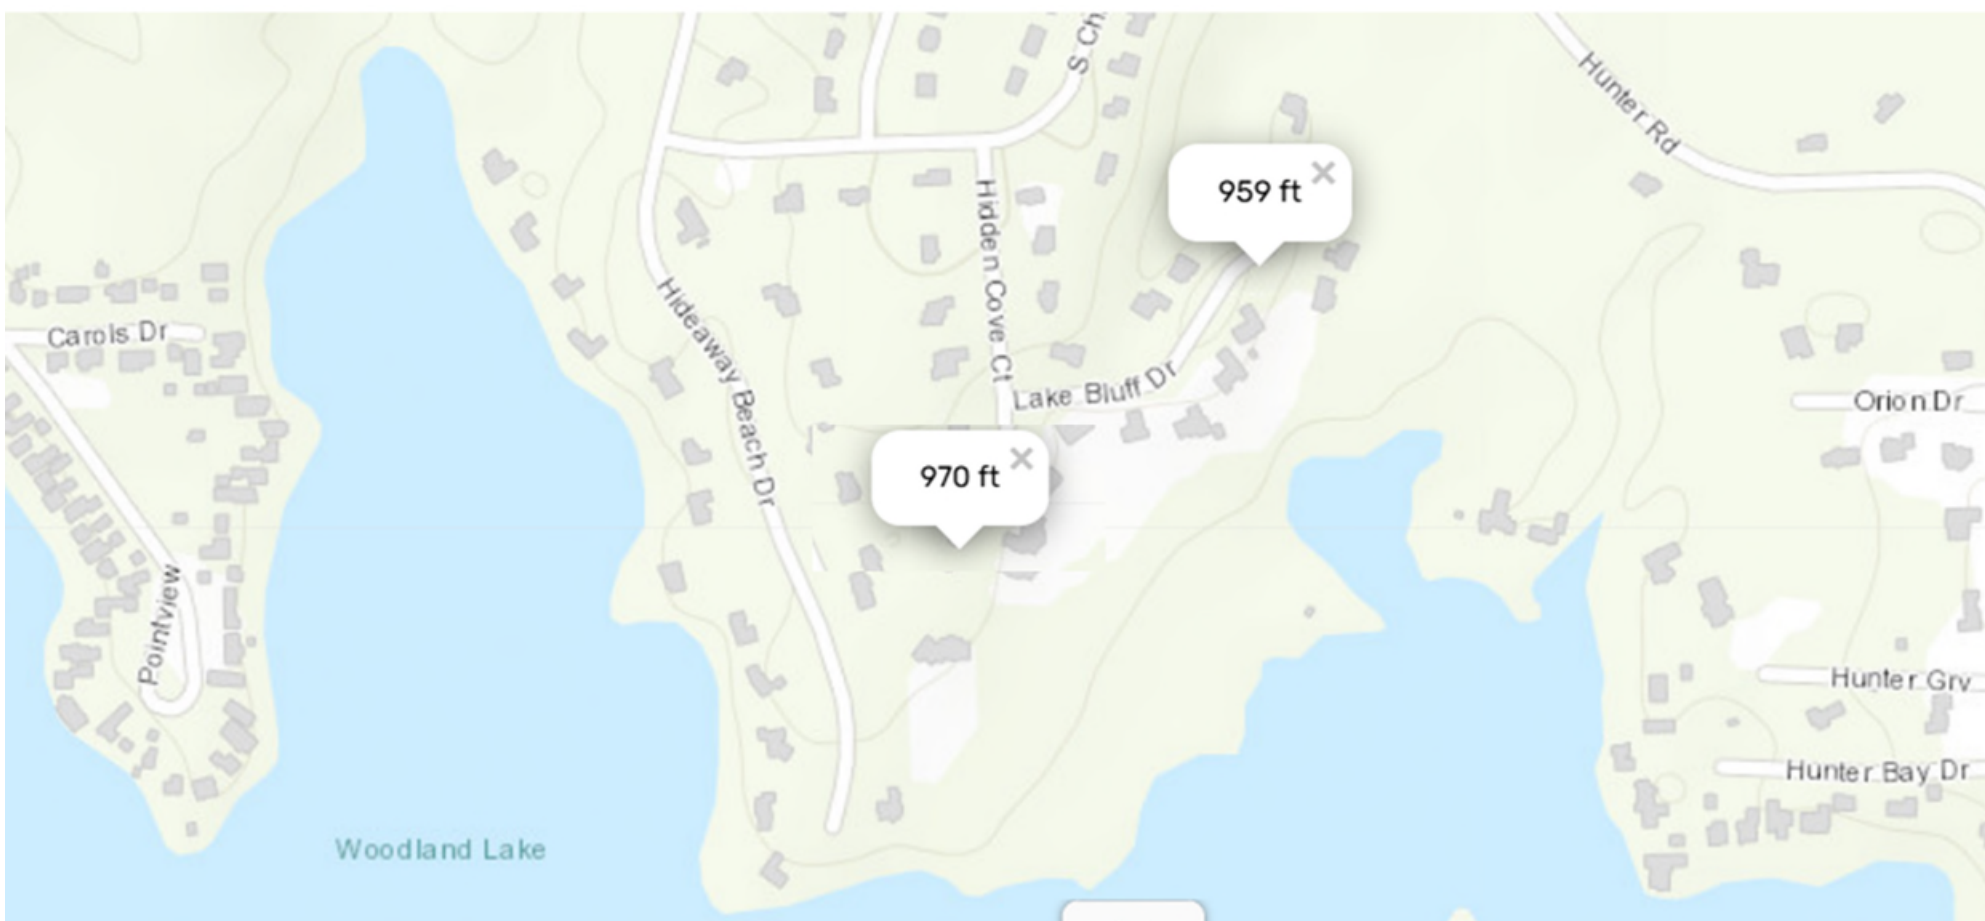 S Ch
Hunter Rd
959 ft
Hidden Cove Ct
Hideaway Beach Dr
Carols Dr
Lake Bluff Dr
Orion Dr
970 ft
Pointview
Hunter Grv
Hunter Bay Dr
Woodland Lake